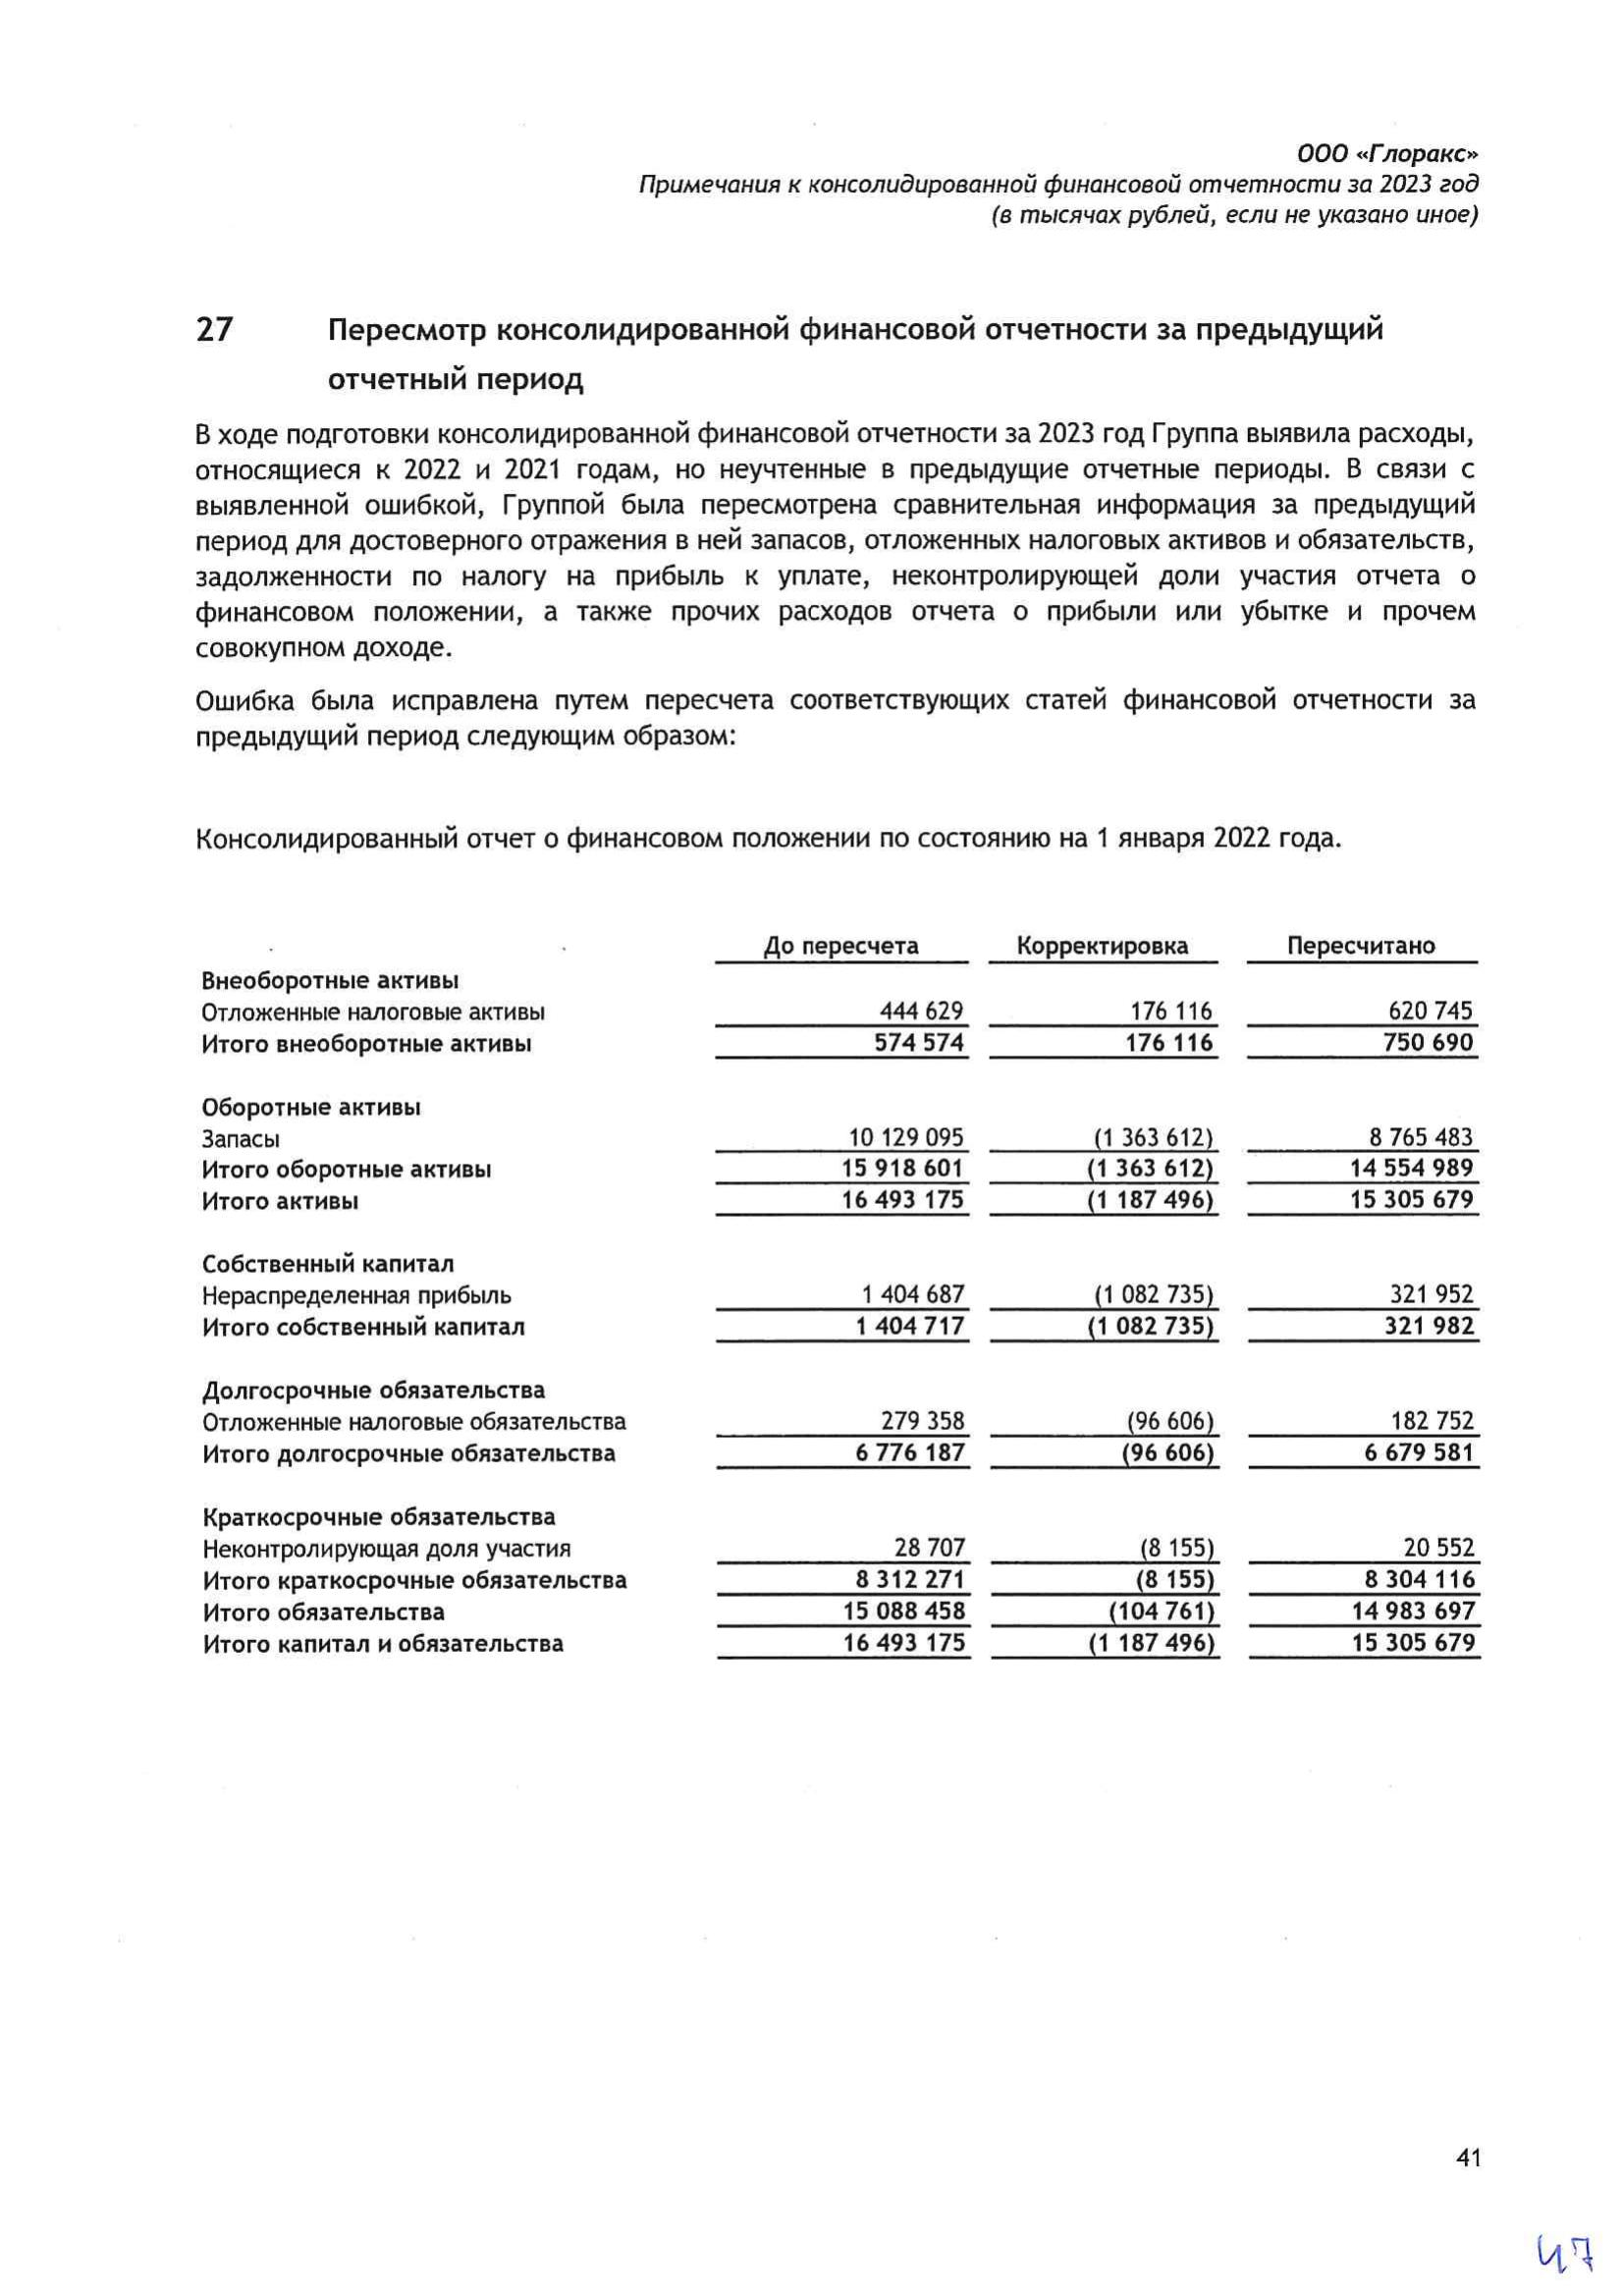 ООО «Глоракс»
Примечания к консолидированной финансовой отчетности за 2023 год
(в тысячах рублей, если не указано иное)
27 Пересмотр консолидированной финансовой отчетности за предыдущий
отчетный период
В ходе подготовки консолидированной финансовой отчетности за 2023 год Группа выявила расходы,
относящиеся к 2022 и 2021 годам, но неучтенные в предыдущие отчетные периоды. В связи с
выявленной ошибкой, Группой была пересмотрена сравнительная информация за предыдущий
период для достоверного отражения в ней запасов, отложенных налоговых активов и обязательств,
задолженности по налогу на прибыль к уплате, неконтролирующей доли участия отчета о
финансовом положении, а также прочих расходов отчета о прибыли или убытке и прочем
совокупном доходе.
Ошибка была исправлена путем пересчета соответствующих статей финансовой отчетности за
предыдущий период следующим образом:
Консолидированный отчет о финансовом положении по состоянию на 1 января 2022 года.
До пересчета Корректировка Пересчитано
Внеоборотные активы
Отложенные налоговые активы 444 629 176 116 620 745
Итого внеоборотные активы 574 574 176 116 750 690
Оборотные активы
Запасы 10 129 095 (1 363 612) 8 765 483
Итого оборотные активы 15 918 601 (1 363 612) 14 554 989
Итого активы 16 493 175 (1 187 496) 15 305 679
Собственный капитал
Нераспределенная прибыль 1 404 687 (1 082 735) 321 952
Итого собственный капитал 1 404 717 (1 082 735) 321 982
Долгосрочные обязательства
Отложенные налоговые обязательства 279 358 (96 606) 182 752
Итого долгосрочные обязательства 6 776 187 (96 606) 6 679 581
Краткосрочные обязательства
Неконтролирующая доля участия 28 707 (8 155) 20 552
Итого краткосрочные обязательства 8 312 271 (8 155) 8 304 116
Итого обязательства 15 088 458 (104 761) 14 983 697
Итого капитал и обязательства 16 493 175 (1 187 496) 15 305 679
41
47